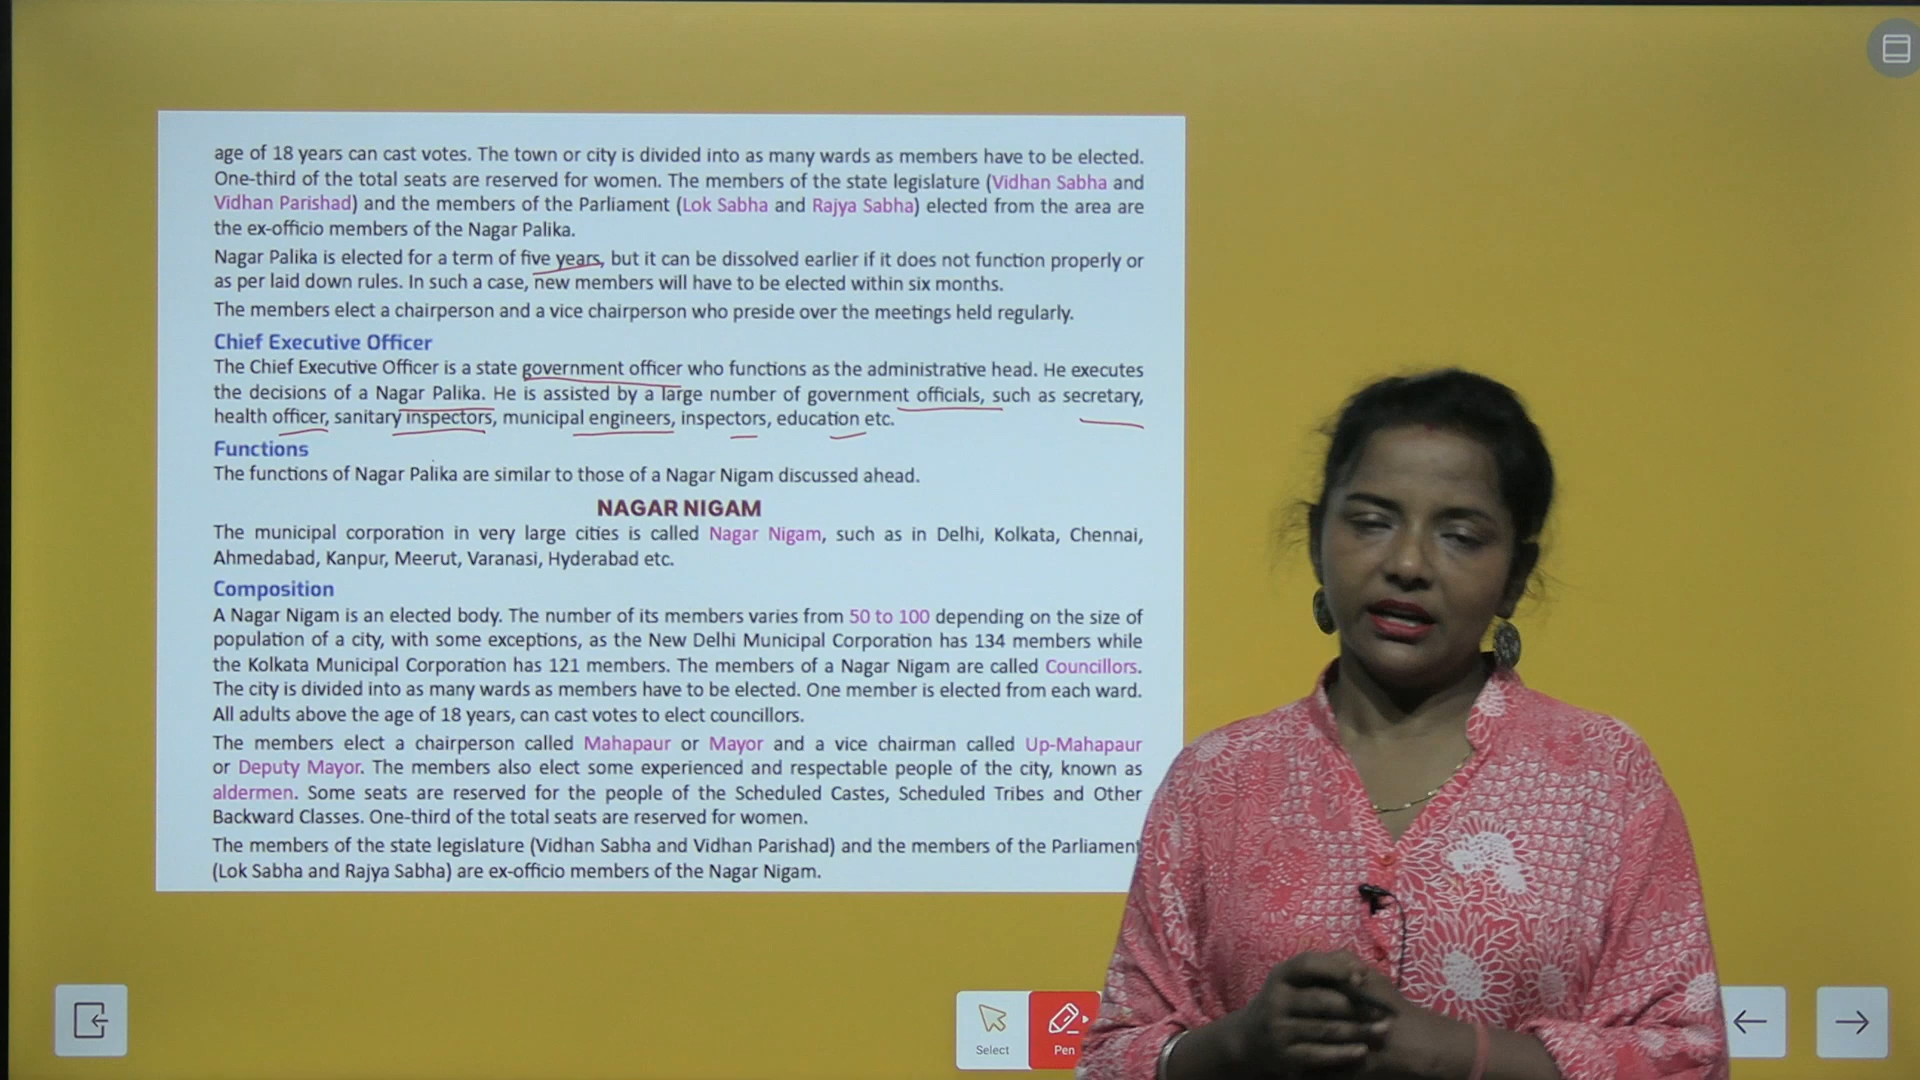 age of 18 years can cast votes. The town or city is divided into as many wards as members have to be elected.
One-third of the total seats are reserved for women. The members of the state legislature (Vidhan Sabha and
Vidhan Parishad) and the members of the Parliament (Lok Sabha and Rajya Sabha) elected from the area are
the ex-officio members of the Nagar Palika.
Nagar Palika is elected for a term of five years, but it can be dissolved earlier if it does not function properly or
as per laid down rules. In such a case, new members will have to be elected within six months.
The members elect a chairperson and a vice chairperson who preside over the meetings held regularly.
Chief Executive Officer
The Chief Executive Officer is a state government officer who functions as the administrative head. He executes
the decisions of a Nagar Palika. He is assisted by a large number of government officials, such as secretary,
health officer, sanitary inspectors, municipal engineers, inspectors, education etc.
Functions
The functions of Nagar Palika are similar to those of a Nagar Nigam discussed ahead.
NAGAR NIGAM
The municipal corporation in very large cities is called Nagar Nigam, such as in Delhi, Kolkata, Chennai,
Ahmedabad, Kanpur, Meerut, Varanasi, Hyderabad etc.
Composition
A Nagar Nigam is an elected body. The number of its members varies from 50 to 100 depending on the size of
population of a city, with some exceptions, as the New Delhi Municipal Corporation has 134 members while
the Kolkata Municipal Corporation has 121 members. The members of a Nagar Nigam are called Councillors.
The city is divided into as many wards as members have to be elected. One member is elected from each ward.
All adults above the age of 18 years, can cast votes to elect councillors.
The members elect a chairperson called Mahapaur or Mayor and a vice chairman called Up-Mahapaur
or Deputy Mayor. The members also elect some experienced and respectable people of the city, known as
aldermen. Some seats are reserved for the people of the Scheduled Castes, Scheduled Tribes and Other
Backward Classes. One-third of the total seats are reserved for women.
The members of the state legislature (Vidhan Sabha and Vidhan Parishad) and the members of the Parliament
(Lok Sabha and Rajya Sabha) are ex-officio members of the Nagar Nigam.
Select
Pen